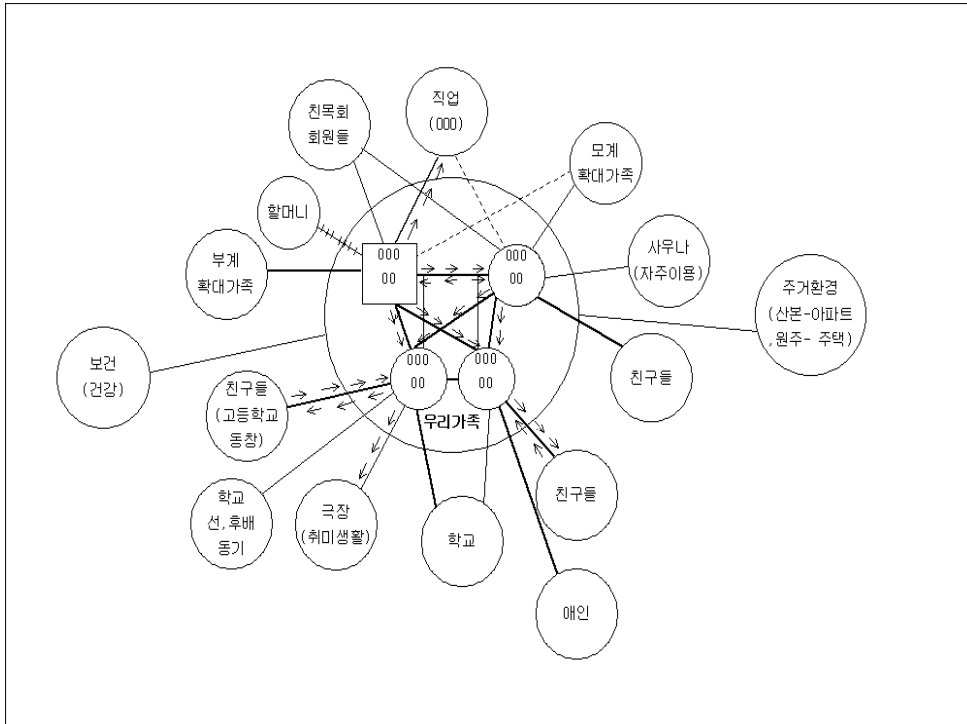 직업
(000)
친목회
회원들
모계
확대가족
할머니
000
00
000
00
사우나
(자주이용)
부계
확대가족
주거환경
(산본-아파트
,원주- 주택)
000
00
000
00
보건
(건강)
친구들
친구들
(고등학교
동창)
우리가족
친구들
학교
선,후배
동기
극장
(취미생활)
학교
애인